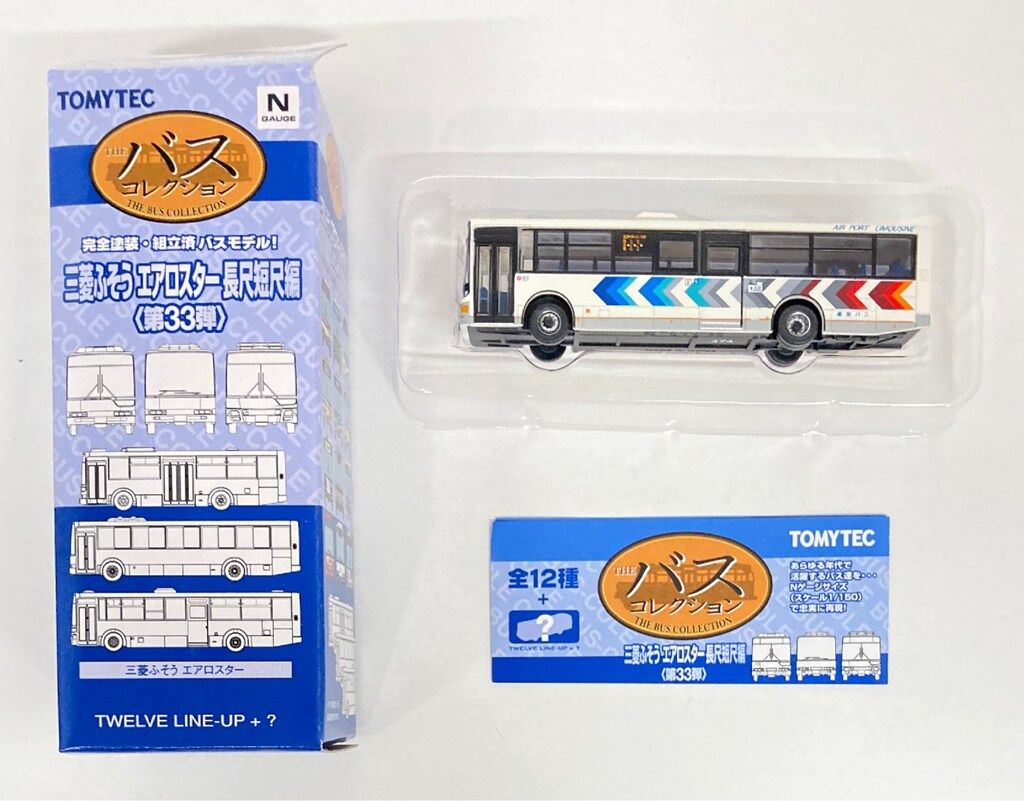 TOMYTEC
N
GAUGE
THE
バス
コレクション
THE BUS COLLECTION
完全塗装・組立済 バスモデル!
三菱ふそう エアロスター 長尺短尺編
〈第33弾〉
三菱ふそう エアロスター
TWELVE LINE-UP + ?
AIR PORT LIMOUSINE
TOMYTEC
全12種
+
?
TWELVE LINE-UP + ?
THE
バス
コレクション
THE BUS COLLECTION
三菱ふそう エアロスター 長尺短尺編
〈第33弾〉
あらゆる年代で
活躍するバス達を・・・
Nゲージサイズ
(スケール1/150)
で忠実に再現!